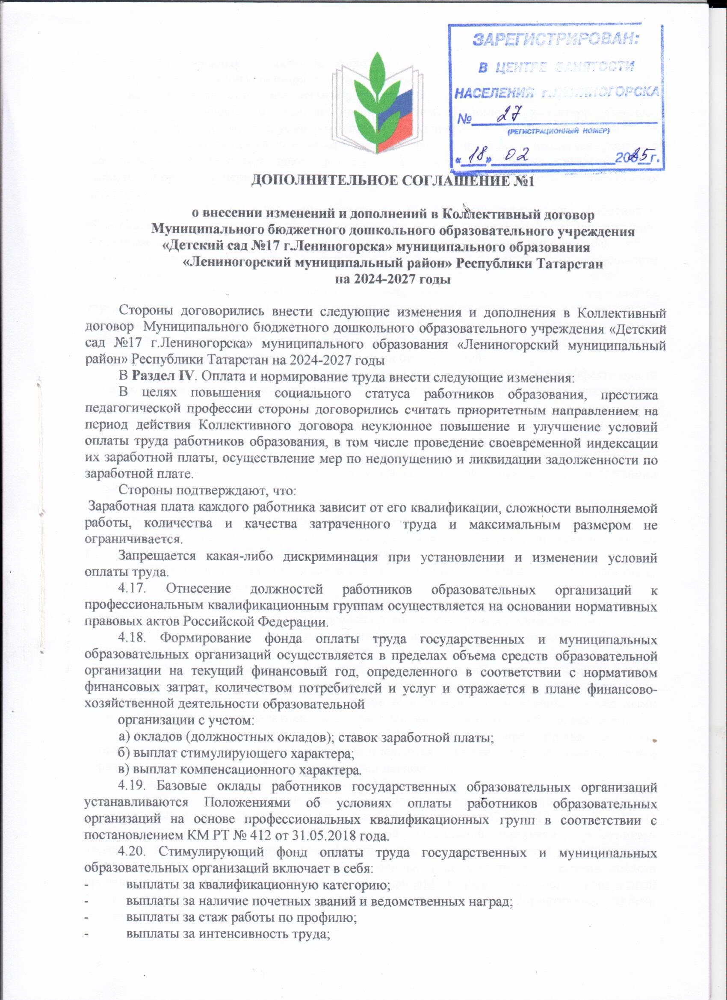 ЗАРЕГИСТРИРОВАН:
В ЦЕНТРЕ ЗАНЯТОСТИ
НАСЕЛЕНИЯ г.ЛЕНИНОГОРСКА
№ 27
(РЕГИСТРАЦИОННЫЙ НОМЕР)
«18» 02 2025 г.
ДОПОЛНИТЕЛЬНОЕ СОГЛАШЕНИЕ №1
о внесении изменений и дополнений в Коллективный договор
Муниципального бюджетного дошкольного образовательного учреждения
«Детский сад №17 г.Лениногорска» муниципального образования
«Лениногорский муниципальный район» Республики Татарстан
на 2024-2027 годы
Стороны договорились внести следующие изменения и дополнения в Коллективный
договор Муниципального бюджетного дошкольного образовательного учреждения «Детский
сад №17 г.Лениногорска» муниципального образования «Лениногорский муниципальный
район» Республики Татарстан на 2024-2027 годы
В Раздел IV. Оплата и нормирование труда внести следующие изменения:
В целях повышения социального статуса работников образования, престижа
педагогической профессии стороны договорились считать приоритетным направлением на
период действия Коллективного договора неуклонное повышение и улучшение условий
оплаты труда работников образования, в том числе проведение своевременной индексации
их заработной платы, осуществление мер по недопущению и ликвидации задолженности по
заработной плате.
Стороны подтверждают, что:
Заработная плата каждого работника зависит от его квалификации, сложности выполняемой
работы, количества и качества затраченного труда и максимальным размером не
ограничивается.
Запрещается какая-либо дискриминация при установлении и изменении условий
оплаты труда.
4.17. Отнесение должностей работников образовательных организаций к
профессиональным квалификационным группам осуществляется на основании нормативных
правовых актов Российской Федерации.
4.18. Формирование фонда оплаты труда государственных и муниципальных
образовательных организаций осуществляется в пределах объема средств образовательной
организации на текущий финансовый год, определенного в соответствии с нормативом
финансовых затрат, количеством потребителей и услуг и отражается в плане финансово-
хозяйственной деятельности образовательной
организации с учетом:
а) окладов (должностных окладов); ставок заработной платы;
б) выплат стимулирующего характера;
в) выплат компенсационного характера.
4.19. Базовые оклады работников государственных образовательных организаций
устанавливаются Положениями об условиях оплаты работников образовательных
организаций на основе профессиональных квалификационных групп в соответствии с
постановлением КМ РТ № 412 от 31.05.2018 года.
4.20. Стимулирующий фонд оплаты труда государственных и муниципальных
образовательных организаций включает в себя:
- выплаты за квалификационную категорию;
- выплаты за наличие почетных званий и ведомственных наград;
- выплаты за стаж работы по профилю;
- выплаты за интенсивность труда;